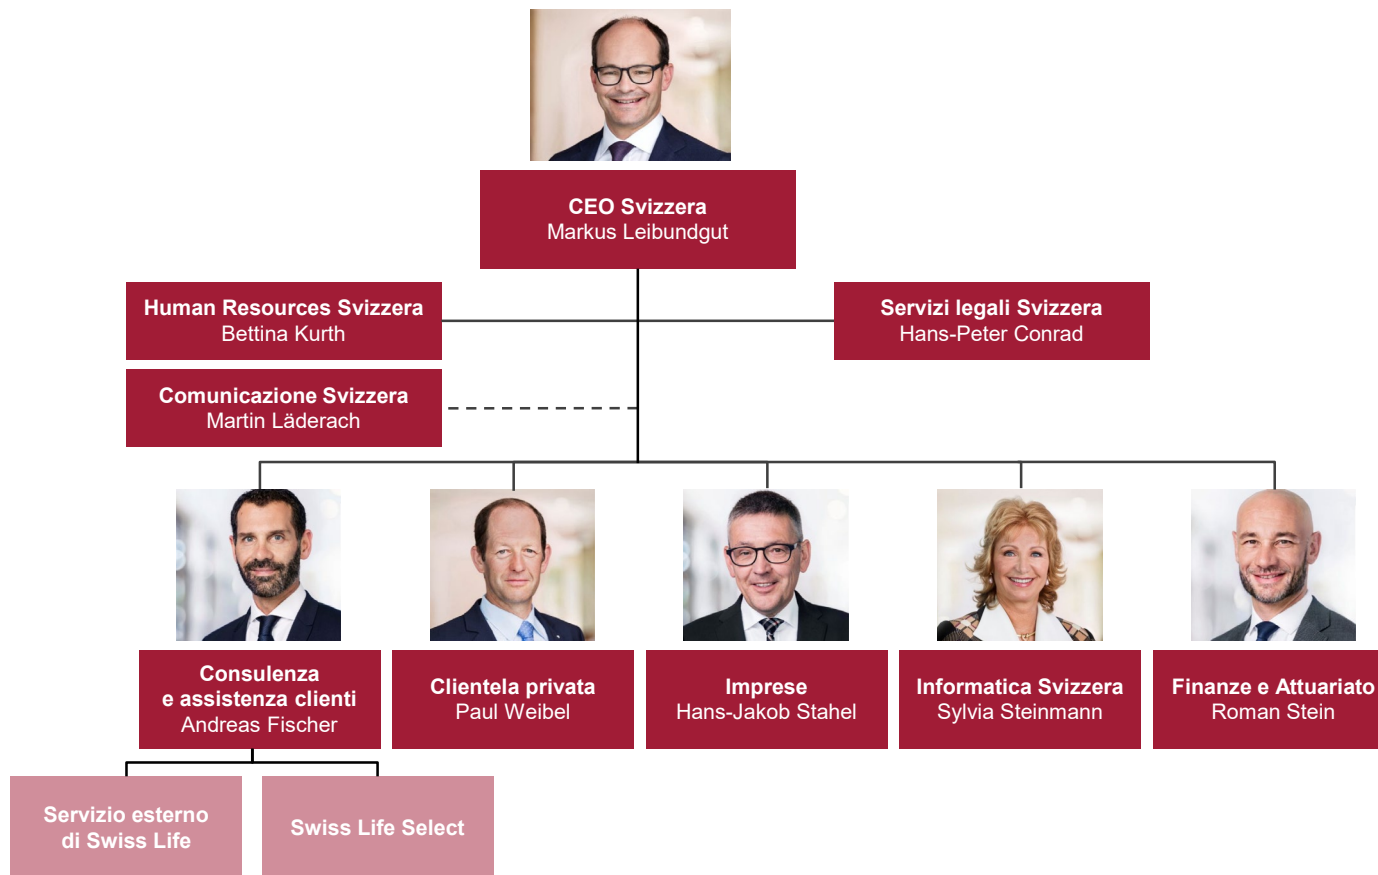 CEO Svizzera
Markus Leibundgut
Human Resources Svizzera
Bettina Kurth
Servizi legali Svizzera
Hans-Peter Conrad
Comunicazione Svizzera
Martin Läderach
Consulenza
e assistenza clienti
Andreas Fischer
Clientela privata
Paul Weibel
Imprese
Hans-Jakob Stahel
Informatica Svizzera
Sylvia Steinmann
Finanze e Attuariato
Roman Stein
Servizio esterno
di Swiss Life
Swiss Life Select